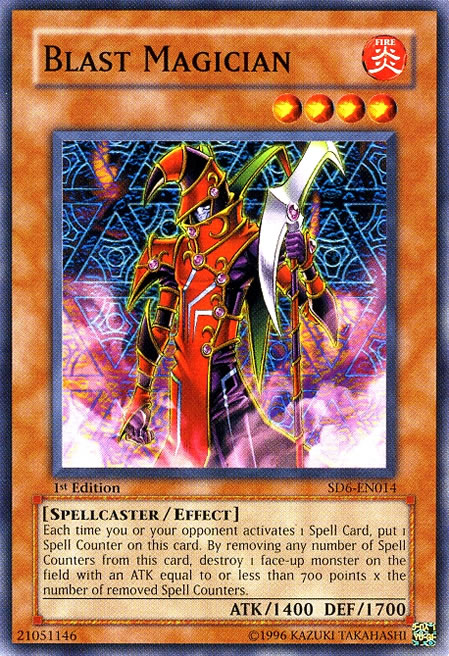 BLAST MAGICIAN
FIRE
炎
1st Edition
SD6-EN014
[SPELLCASTER / EFFECT]
Each time you or your opponent activates 1 Spell Card, put 1
Spell Counter on this card. By removing any number of Spell
Counters from this card, destroy 1 face-up monster on the
field with an ATK equal to or less than 700 points x the
number of removed Spell Counters.
ATK/1400 DEF/1700
21051146
©1996 KAZUKI TAKAHASHI